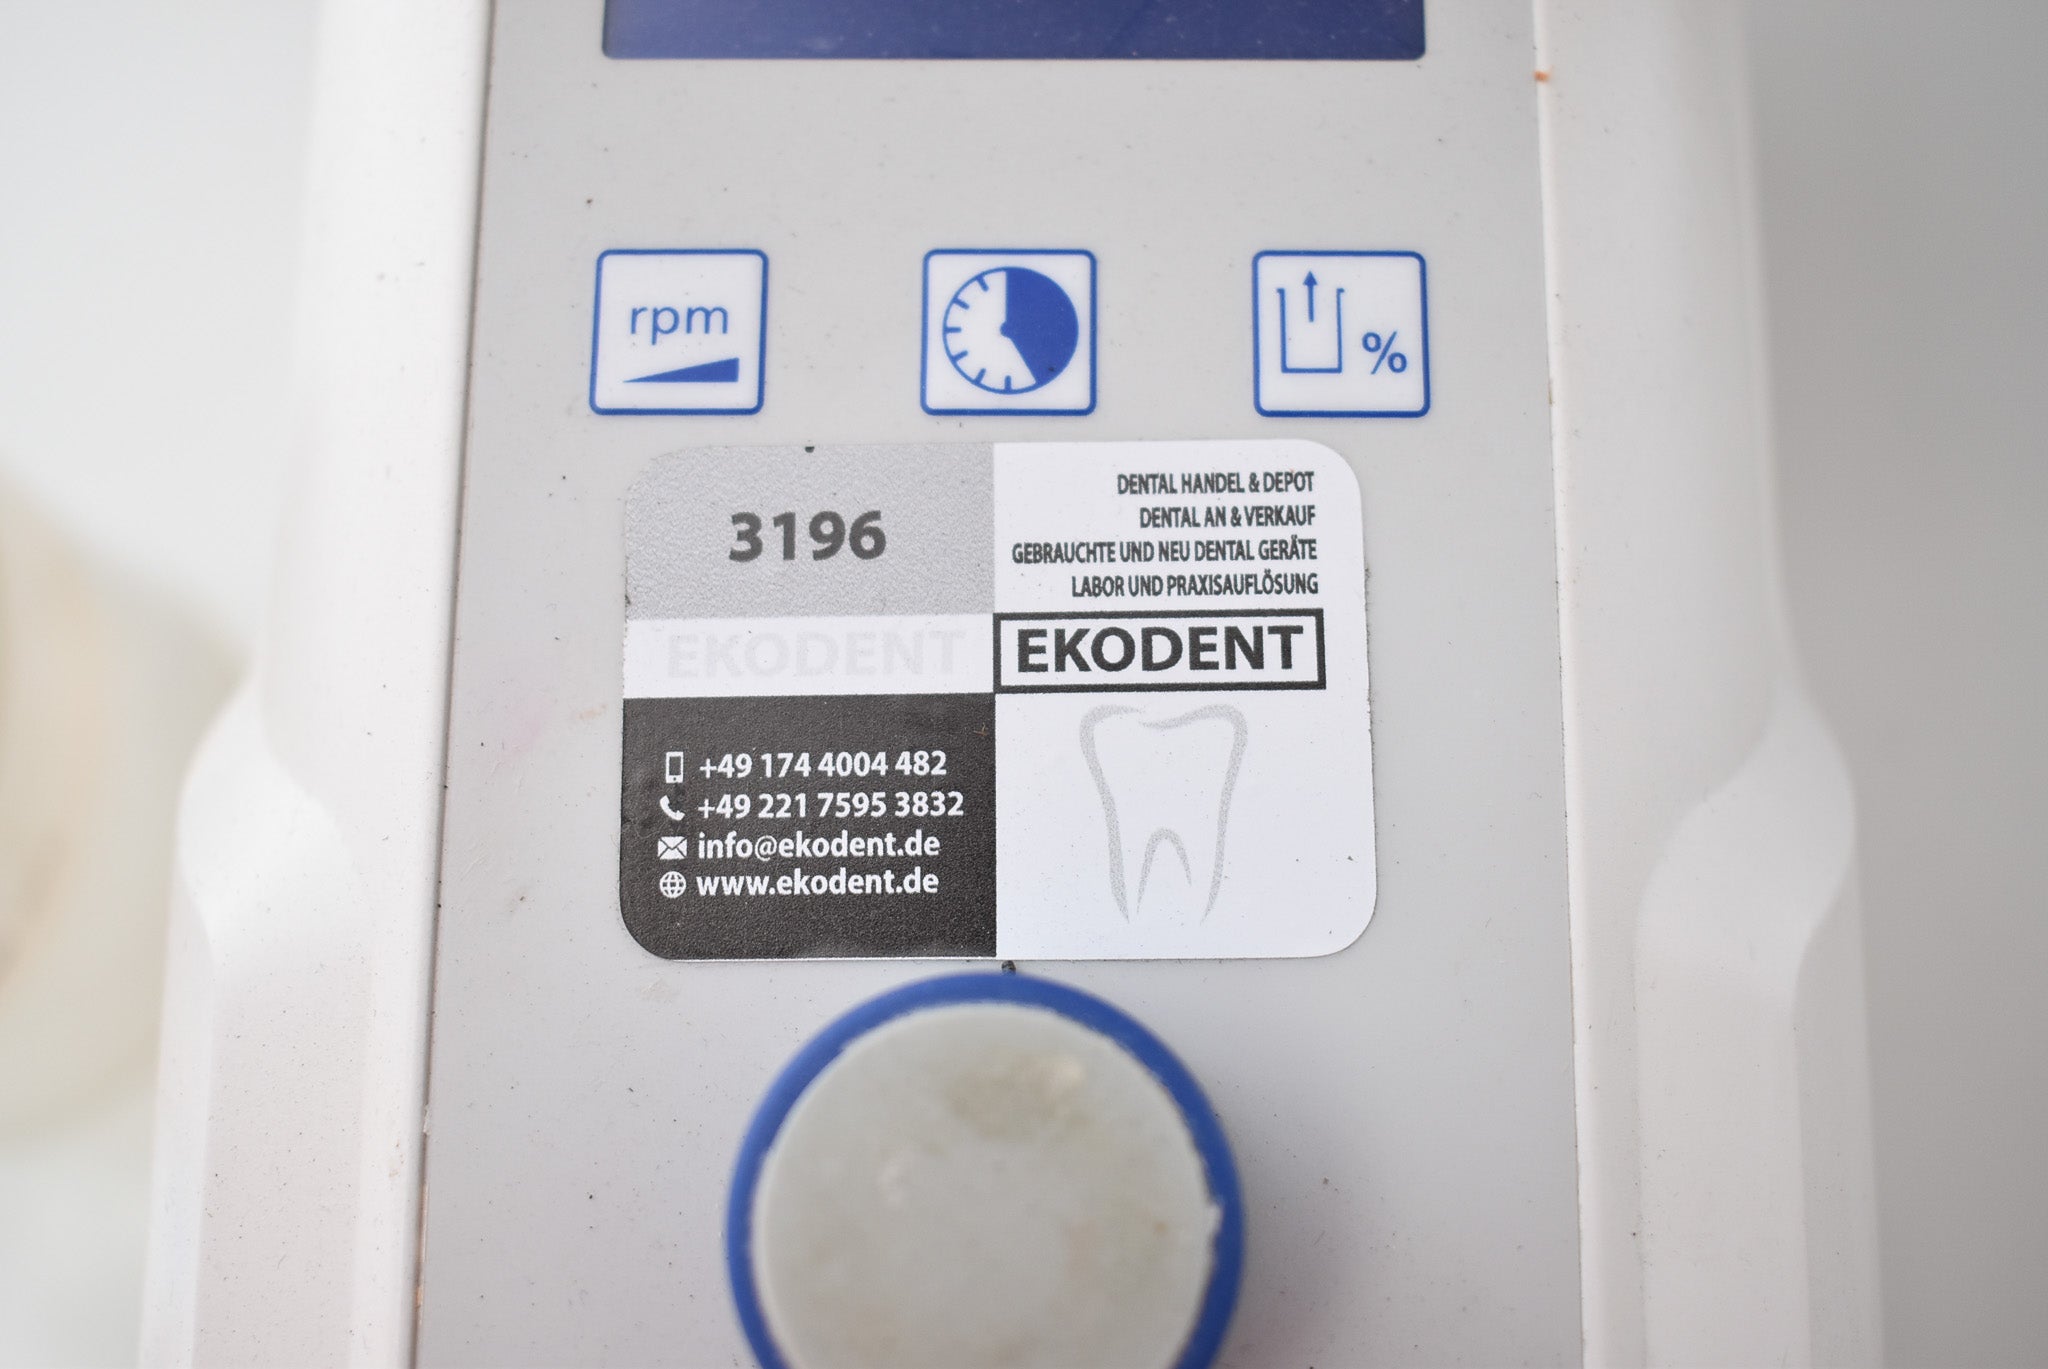 rpm
%
3196
DENTAL HANDEL & DEPOT
DENTAL AN & VERKAUF
GEBRAUCHTE UND NEU DENTAL GERÄTE
LABOR UND PRAXISAUFLÖSUNG
EKODENT
EKODENT
+49 174 4004 482
+49 221 7595 3832
info@ekodent.de
www.ekodent.de